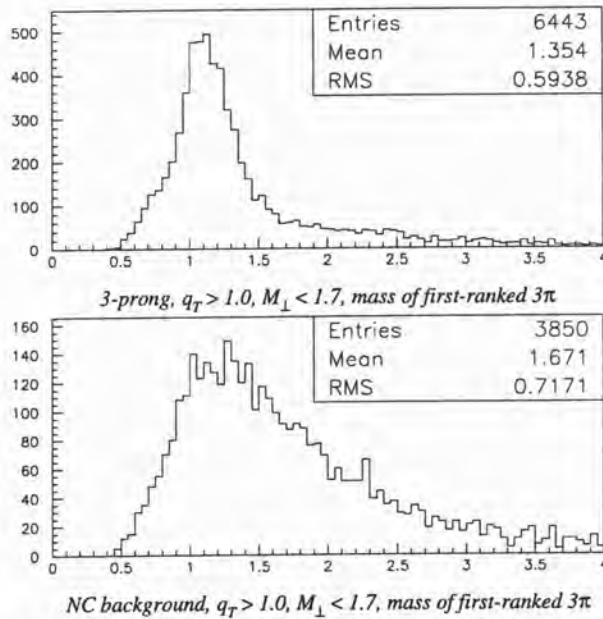 500
400
300
200
100
0
Entries 6443
Mean 1.354
RMS 0.5938
0 0.5 1 1.5 2 2.5 3 3.5 4
3-prong, q_T > 1.0, M_⊥ < 1.7, mass of first-ranked 3π
160
140
120
100
80
60
40
20
0
Entries 3850
Mean 1.671
RMS 0.7171
0 0.5 1 1.5 2 2.5 3 3.5 4
NC background, q_T > 1.0, M_⊥ < 1.7, mass of first-ranked 3π